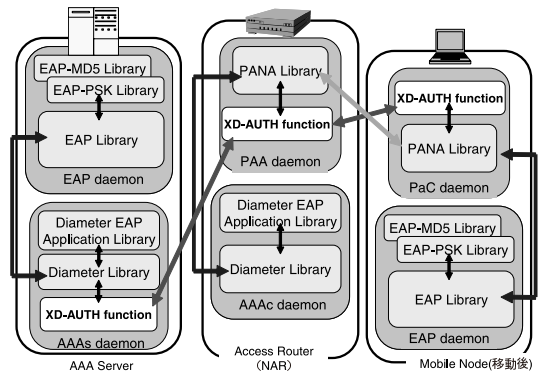 EAP-MD5 Library
EAP-PSK Library
EAP Library
EAP daemon
Diameter EAP
Application Library
Diameter Library
XD-AUTH function
AAAs daemon
AAA Server
PANA Library
XD-AUTH function
PAA daemon
Diameter EAP
Application Library
Diameter Library
AAAc daemon
Access Router
(NAR)
XD-AUTH function
PANA Library
PaC daemon
EAP-MD5 Library
EAP-PSK Library
EAP Library
EAP daemon
Mobile Node(移動後)